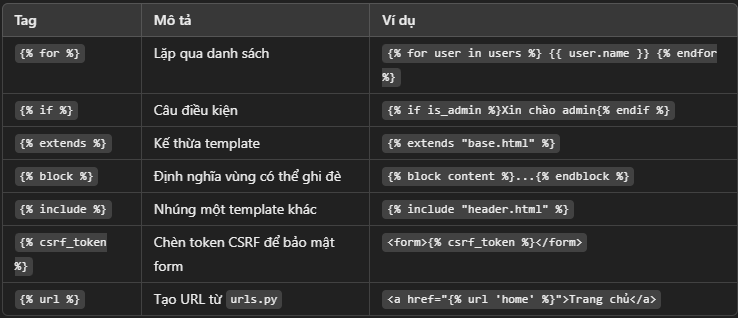 Tag Mô tả Ví dụ
{% for %} Lặp qua danh sách {% for user in users %} {{ user.name }} {% endfor
%}
{% if %} Câu điều kiện {% if is_admin %}Xin chào admin{% endif %}
{% extends %} Kế thừa template {% extends "base.html" %}
{% block %} Định nghĩa vùng có thể ghi đè {% block content %}...{% endblock %}
{% include %} Nhúng một template khác {% include "header.html" %}
{% csrf_token Chèn token CSRF để bảo mật <form>{% csrf_token %}</form>
%} form
{% url %} Tạo URL từ urls.py <a href="{% url 'home' %}">Trang chủ</a>